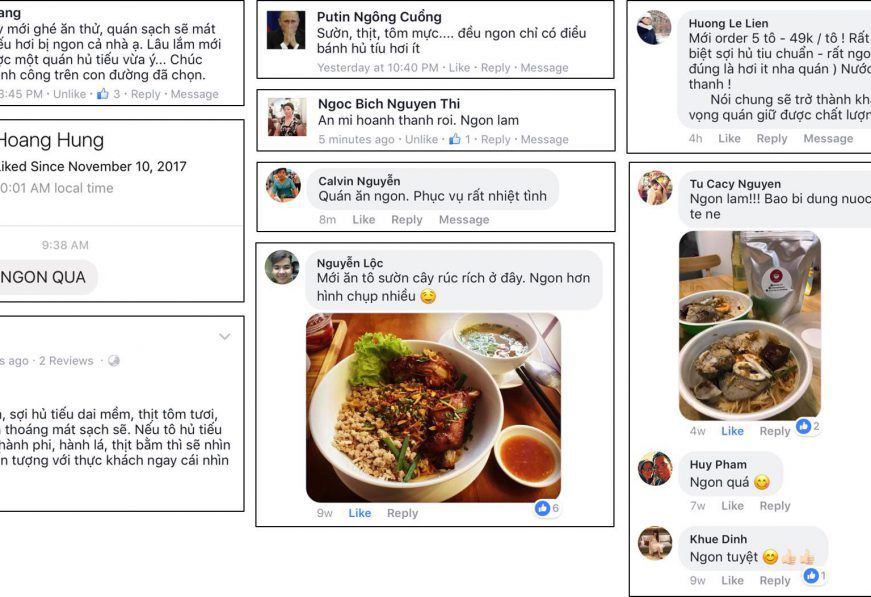 ang
y mới ghé ăn thử, quán sạch sẽ mát
ếu hơi bị ngon cả nhà ạ. Lâu lắm mới
ợc một quán hủ tiếu vừa ý... Chúc
nh công trên con đường đã chọn.
3:45 PM · Unlike · 3 · Reply · Message
Hoang Hung
iked Since November 10, 2017
0:01 AM local time
9:38 AM
NGON QUA
s ago · 2 Reviews ·
, sợi hủ tiếu dai mềm, thịt tôm tươi,
thoáng mát sạch sẽ. Nếu tô hủ tiếu
hành phi, hành lá, thịt bằm thì sẽ nhìn
n tượng với thực khách ngay cái nhìn
Putin Ngông Cuồng
Sườn, thịt, tôm mực.... đều ngon chỉ có điều
bánh hủ tíu hơi ít
Yesterday at 10:40 PM · Like · Reply · Message
Ngoc Bich Nguyen Thi
An mi hoanh thanh roi. Ngon lam
5 minutes ago · Unlike · 1 · Reply · Message
Calvin Nguyễn
Quán ăn ngon. Phục vụ rất nhiệt tình
8m Like Reply Message
Nguyễn Lộc
Mới ăn tô sườn cây rúc rích ở đây. Ngon hơn
hình chụp nhiều 🤤
9w Like Reply 6
Huong Le Lien
Mới order 5 tô - 49k / tô ! Rất
biệt sợi hủ tiu chuẩn - rất ngo
đúng là hơi it nha quán ) Nước
thanh !
Nói chung sẽ trở thành khá
vọng quán giữ được chất lượn
4h Like Reply Message
Tu Cacy Nguyen
Ngon lam!!! Bao bi dung nuoc
te ne
4w Like Reply 2
Huy Pham
Ngon quá 😋
7w Like Reply
Khue Dinh
Ngon tuyệt 😋👍🏻👍🏻
9w Like Reply 1